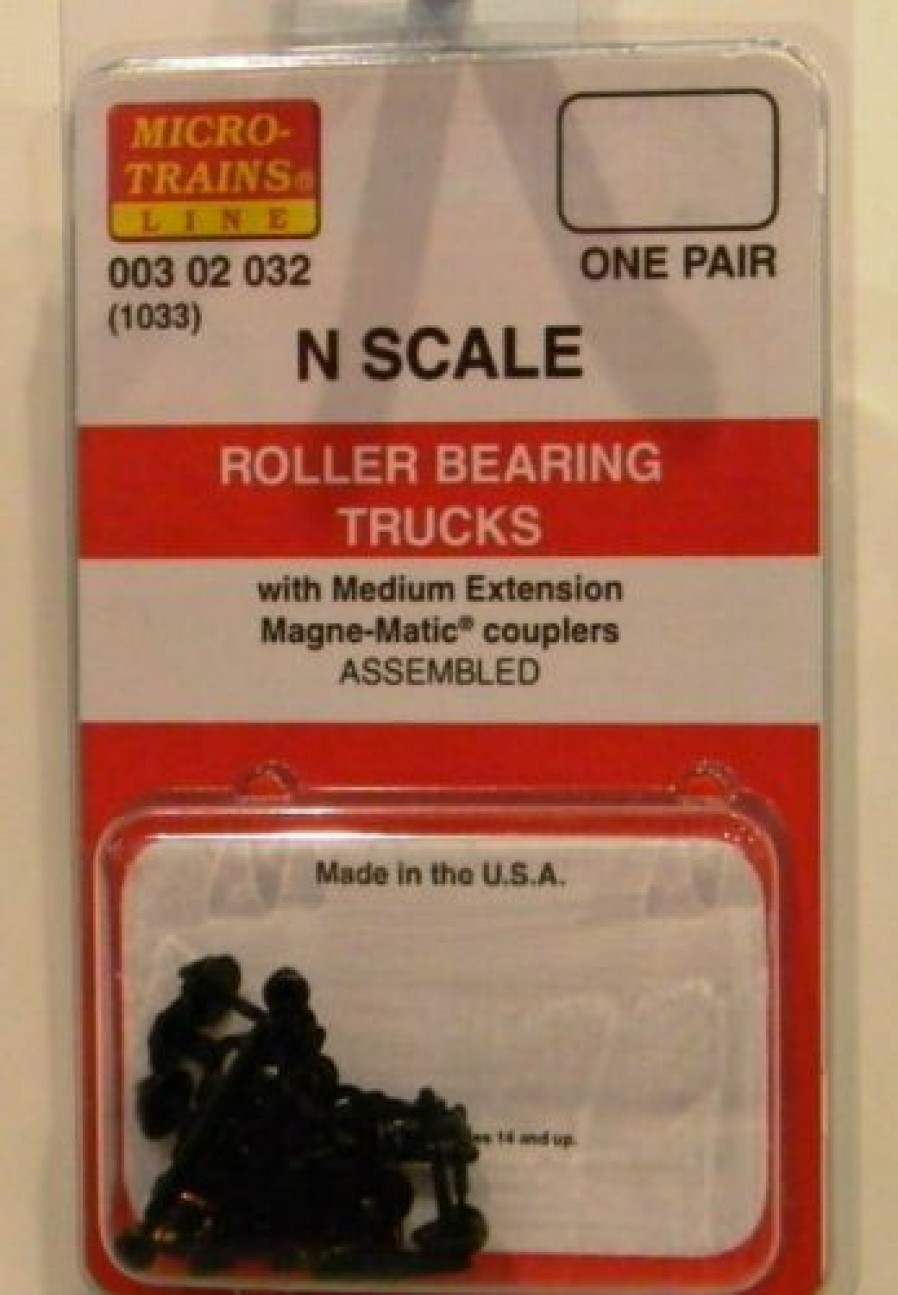 MICRO-
TRAINS®
LINE
003 02 032
(1033)
ONE PAIR
N SCALE
ROLLER BEARING
TRUCKS
with Medium Extension
Magne-Matic® couplers
ASSEMBLED
Made in the U.S.A.
14 and up.